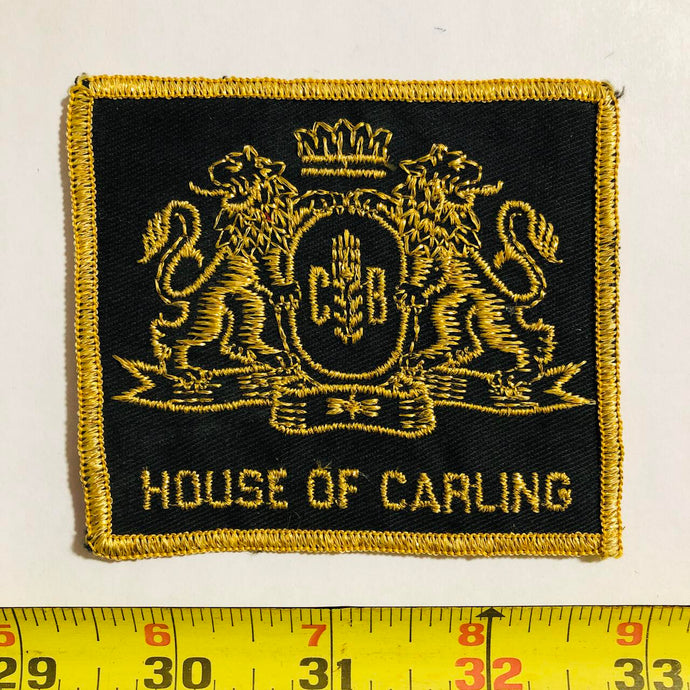 C B
HOUSE OF CARLING
5 6 7 8 9
29 30 31 32 33